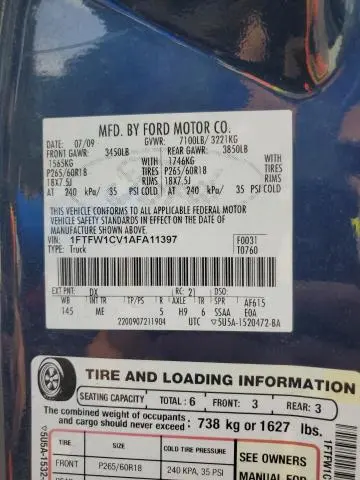 MFD. BY FORD MOTOR CO.
07/09 GVWR: 7100LB/ 3221KG
FRONT GAWR: 3450LB REAR GAWR: 3850LB
1565KG WITH 1746KG WITH
P265/60R18 TIRES P265/60R18 TIRES
18X7.5J RIMS 18X7.5J RIMS
AT 240 kPa/ 35 PSI COLD AT 240 kPa/ 35 PSI COLD
THIS VEHICLE CONFORMS TO ALL APPLICABLE FEDERAL MOTOR
VEHICLE SAFETY STANDARDS IN EFFECT ON THE DATE OF MANUFACTURE
SHOWN ABOVE.
VIN: 1FTFW1CV1AFA11397 F0031
TYPE: Truck T0760
EXT PNT: DX RC: 21 DSO:
WB INT TR TP/PS R AXLE TR SPR AF615
145 ME 5 H9 6 SSAA E0A
2200907211904 UTC 5U5A-1520472-BA
TIRE AND LOADING INFORMATION
SEATING CAPACITY TOTAL : 6 FRONT : 3 REAR : 3
The combined weight of occupants
and cargo should never exceed: 738 kg or 1627 lbs.
TIRE SIZE COLD TIRE PRESSURE SEE OWNERS
FRONT P265/60R18 240 KPA, 35 PSI MANUAL FOR
5U5A-1532
1FTFW1C